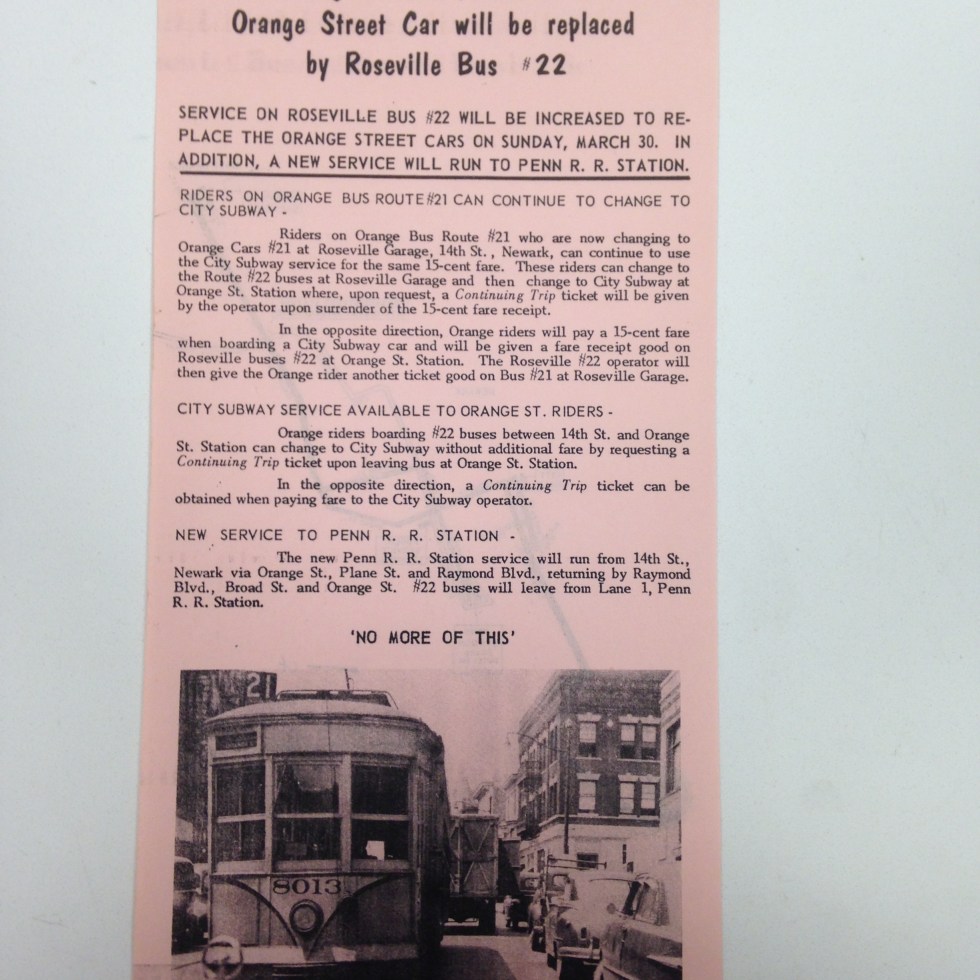 Orange Street Car will be replaced
by Roseville Bus #22
SERVICE ON ROSEVILLE BUS #22 WILL BE INCREASED TO RE-
PLACE THE ORANGE STREET CARS ON SUNDAY, MARCH 30. IN
ADDITION, A NEW SERVICE WILL RUN TO PENN R. R. STATION.
RIDERS ON ORANGE BUS ROUTE #21 CAN CONTINUE TO CHANGE TO
CITY SUBWAY -
Riders on Orange Bus Route #21 who are now changing to
Orange Cars #21 at Roseville Garage, 14th St., Newark, can continue to use
the City Subway service for the same 15-cent fare. These riders can change to
the Route #22 buses at Roseville Garage and then change to City Subway at
Orange St. Station where, upon request, a Continuing Trip ticket will be given
by the operator upon surrender of the 15-cent fare receipt.
In the opposite direction, Orange riders will pay a 15-cent fare
when boarding a City Subway car and will be given a fare receipt good on
Roseville buses #22 at Orange St. Station. The Roseville #22 operator will
then give the Orange rider another ticket good on Bus #21 at Roseville Garage.
CITY SUBWAY SERVICE AVAILABLE TO ORANGE ST. RIDERS -
Orange riders boarding #22 buses between 14th St. and Orange
St. Station can change to City Subway without additional fare by requesting a
Continuing Trip ticket upon leaving bus at Orange St. Station.
In the opposite direction, a Continuing Trip ticket can be
obtained when paying fare to the City Subway operator.
NEW SERVICE TO PENN R. R. STATION -
The new Penn R. R. Station service will run from 14th St.,
Newark via Orange St., Plane St. and Raymond Blvd., returning by Raymond
Blvd., Broad St. and Orange St. #22 buses will leave from Lane 1, Penn
R. R. Station.
'NO MORE OF THIS'
21
8013